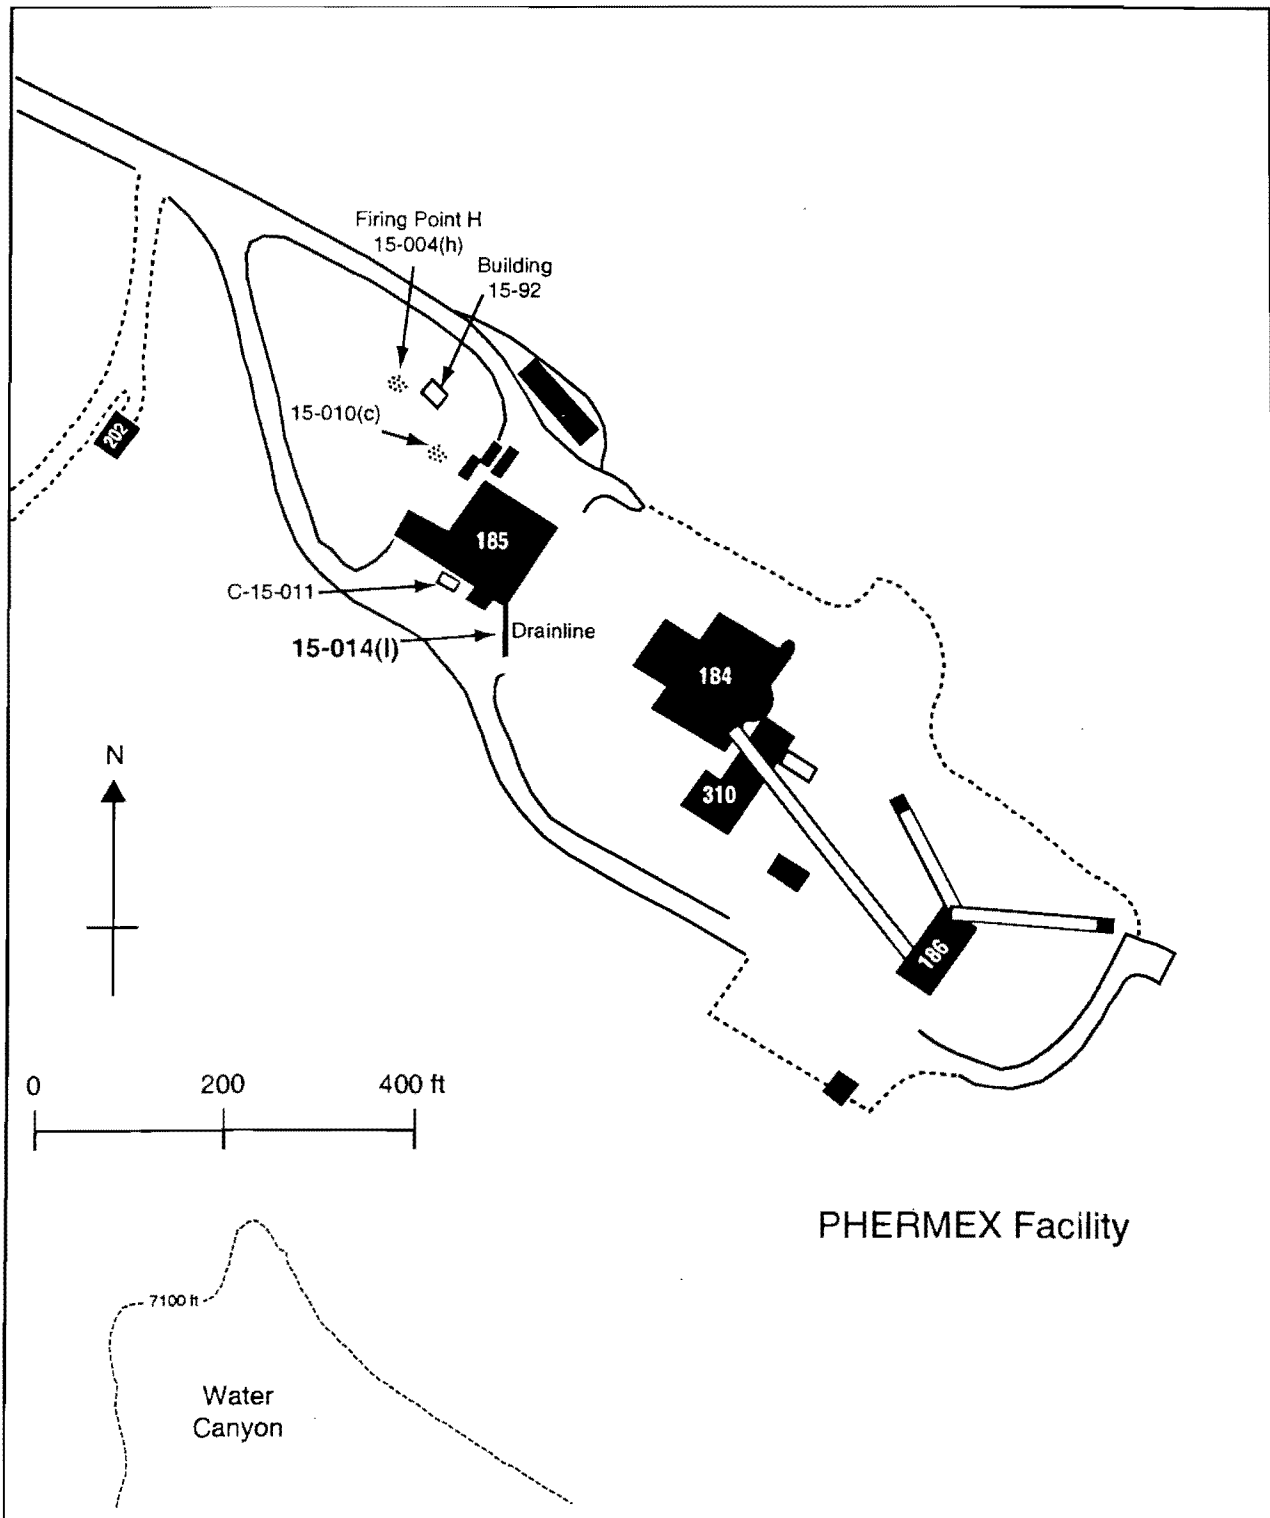 Firing Point H
15-004(h)
Building
15-92
15-010(c)
202
185
C-15-011
15-014(l)
Drainline
184
N
310
186
0
200
400 ft
PHERMEX Facility
7100 ft
Water
Canyon